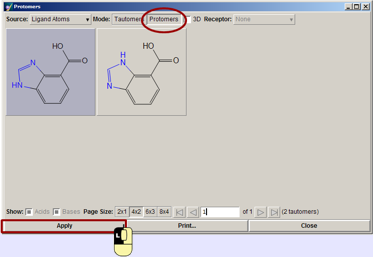 Protomers
Source: Ligand Atoms Mode: Tautomers Protomers 3D Receptor: None
HO O N HN
HO O H N N
Show: Acids Bases Page Size: 2x1 4x2 6x3 8x4 1 of 1 (2 tautomers)
Apply Print... Close
L